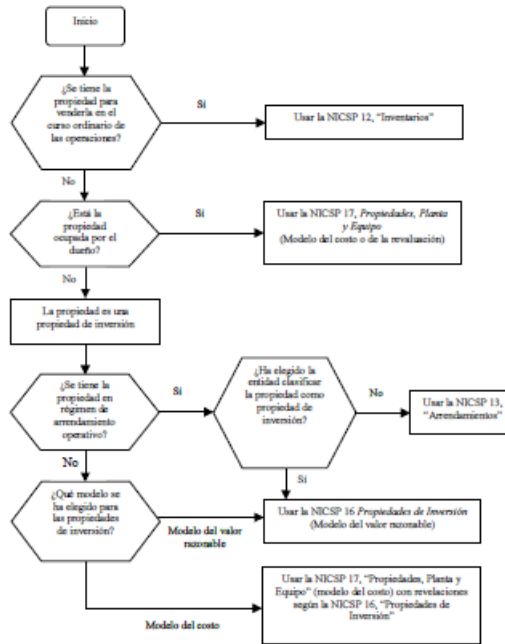 Inicio
¿Se tiene la
propiedad para
venderla en el
curso ordinario de
las operaciones?
Sí
Usar la NICSP 12, “Inventarios”
No
¿Está la
propiedad
ocupada por el
dueño?
Sí
Usar la NICSP 17, Propiedades, Planta
y Equipo
(Modelo del costo o de la revaluación)
No
La propiedad es una
propiedad de inversión
¿Se tiene la
propiedad en
régimen de
arrendamiento
operativo?
Sí
¿Ha elegido la
entidad clasificar
la propiedad como
propiedad de
inversión?
No
Usar la NICSP 13,
“Arrendamientos”
No
Sí
¿Qué modelo se
ha elegido para
las propiedades
de inversión?
Modelo del valor
razonable
Usar la NICSP 16 Propiedades de Inversión
(Modelo del valor razonable)
Modelo del costo
Usar la NICSP 17, “Propiedades, Planta y
Equipo” (modelo del costo) con
revelaciones
según la NICSP 16, “Propiedades de
Inversión”